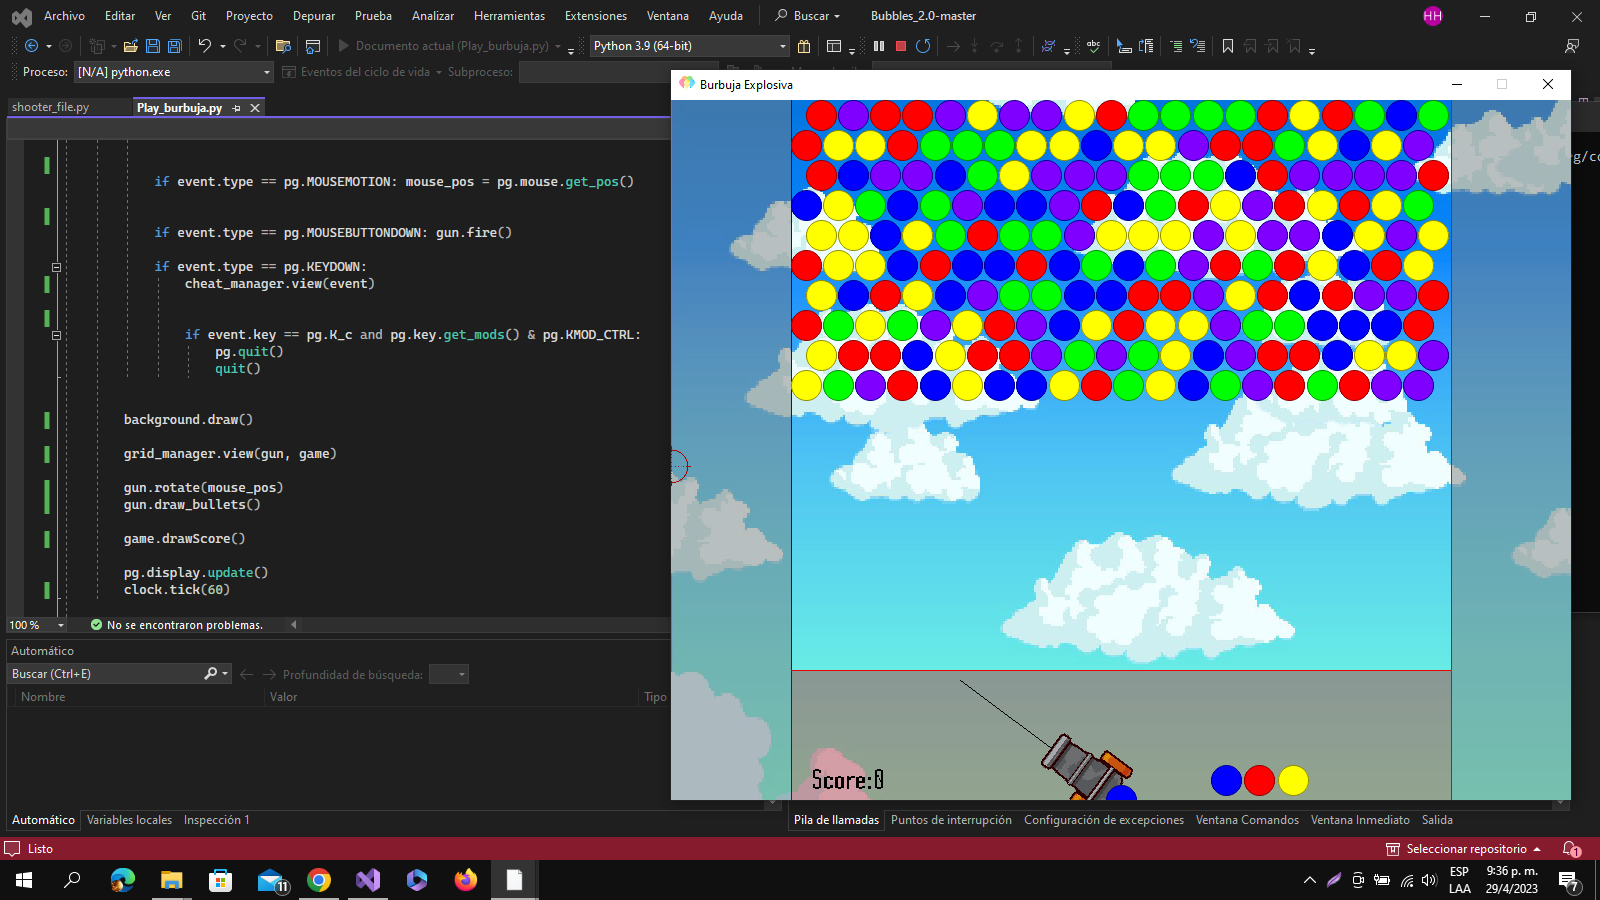 Archivo Editar Ver Git Proyecto Depurar Prueba Analizar Herramientas Extensiones Ventana Ayuda Buscar Bubbles_2.0-master HH
Documento actual (Play_burbuja.py) Python 3.9 (64-bit)
Proceso: [N/A] python.exe Eventos del ciclo de vida Subproceso:
Burbuja Explosiva
shooter_file.py Play_burbuja.py
if event.type == pg.MOUSEMOTION: mouse_pos = pg.mouse.get_pos()
if event.type == pg.MOUSEBUTTONDOWN: gun.fire()
if event.type == pg.KEYDOWN:
cheat_manager.view(event)
if event.key == pg.K_c and pg.key.get_mods() & pg.KMOD_CTRL:
pg.quit()
quit()
background.draw()
grid_manager.view(gun, game)
gun.rotate(mouse_pos)
gun.draw_bullets()
game.drawScore()
pg.display.update()
clock.tick(60)
100 % No se encontraron problemas.
Automático
Buscar (Ctrl+E) Profundidad de búsqueda:
Nombre Valor Tipo
Score:0
Automático Variables locales Inspección 1
Pila de llamadas Puntos de interrupción Configuración de excepciones Ventana Comandos Ventana Inmediato Salida
Listo Seleccionar repositorio 1
11
ESP
LAA
9:36 p. m.
29/4/2023
7